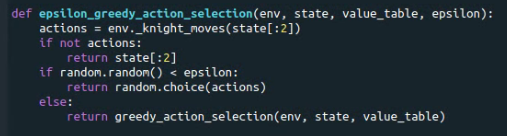 def epsilon_greedy_action_selection(env, state, value_table, epsilon):
    actions = env._knight_moves(state[:2])
    if not actions:
        return state[:2]
    if random.random() < epsilon:
        return random.choice(actions)
    else:
        return greedy_action_selection(env, state, value_table)